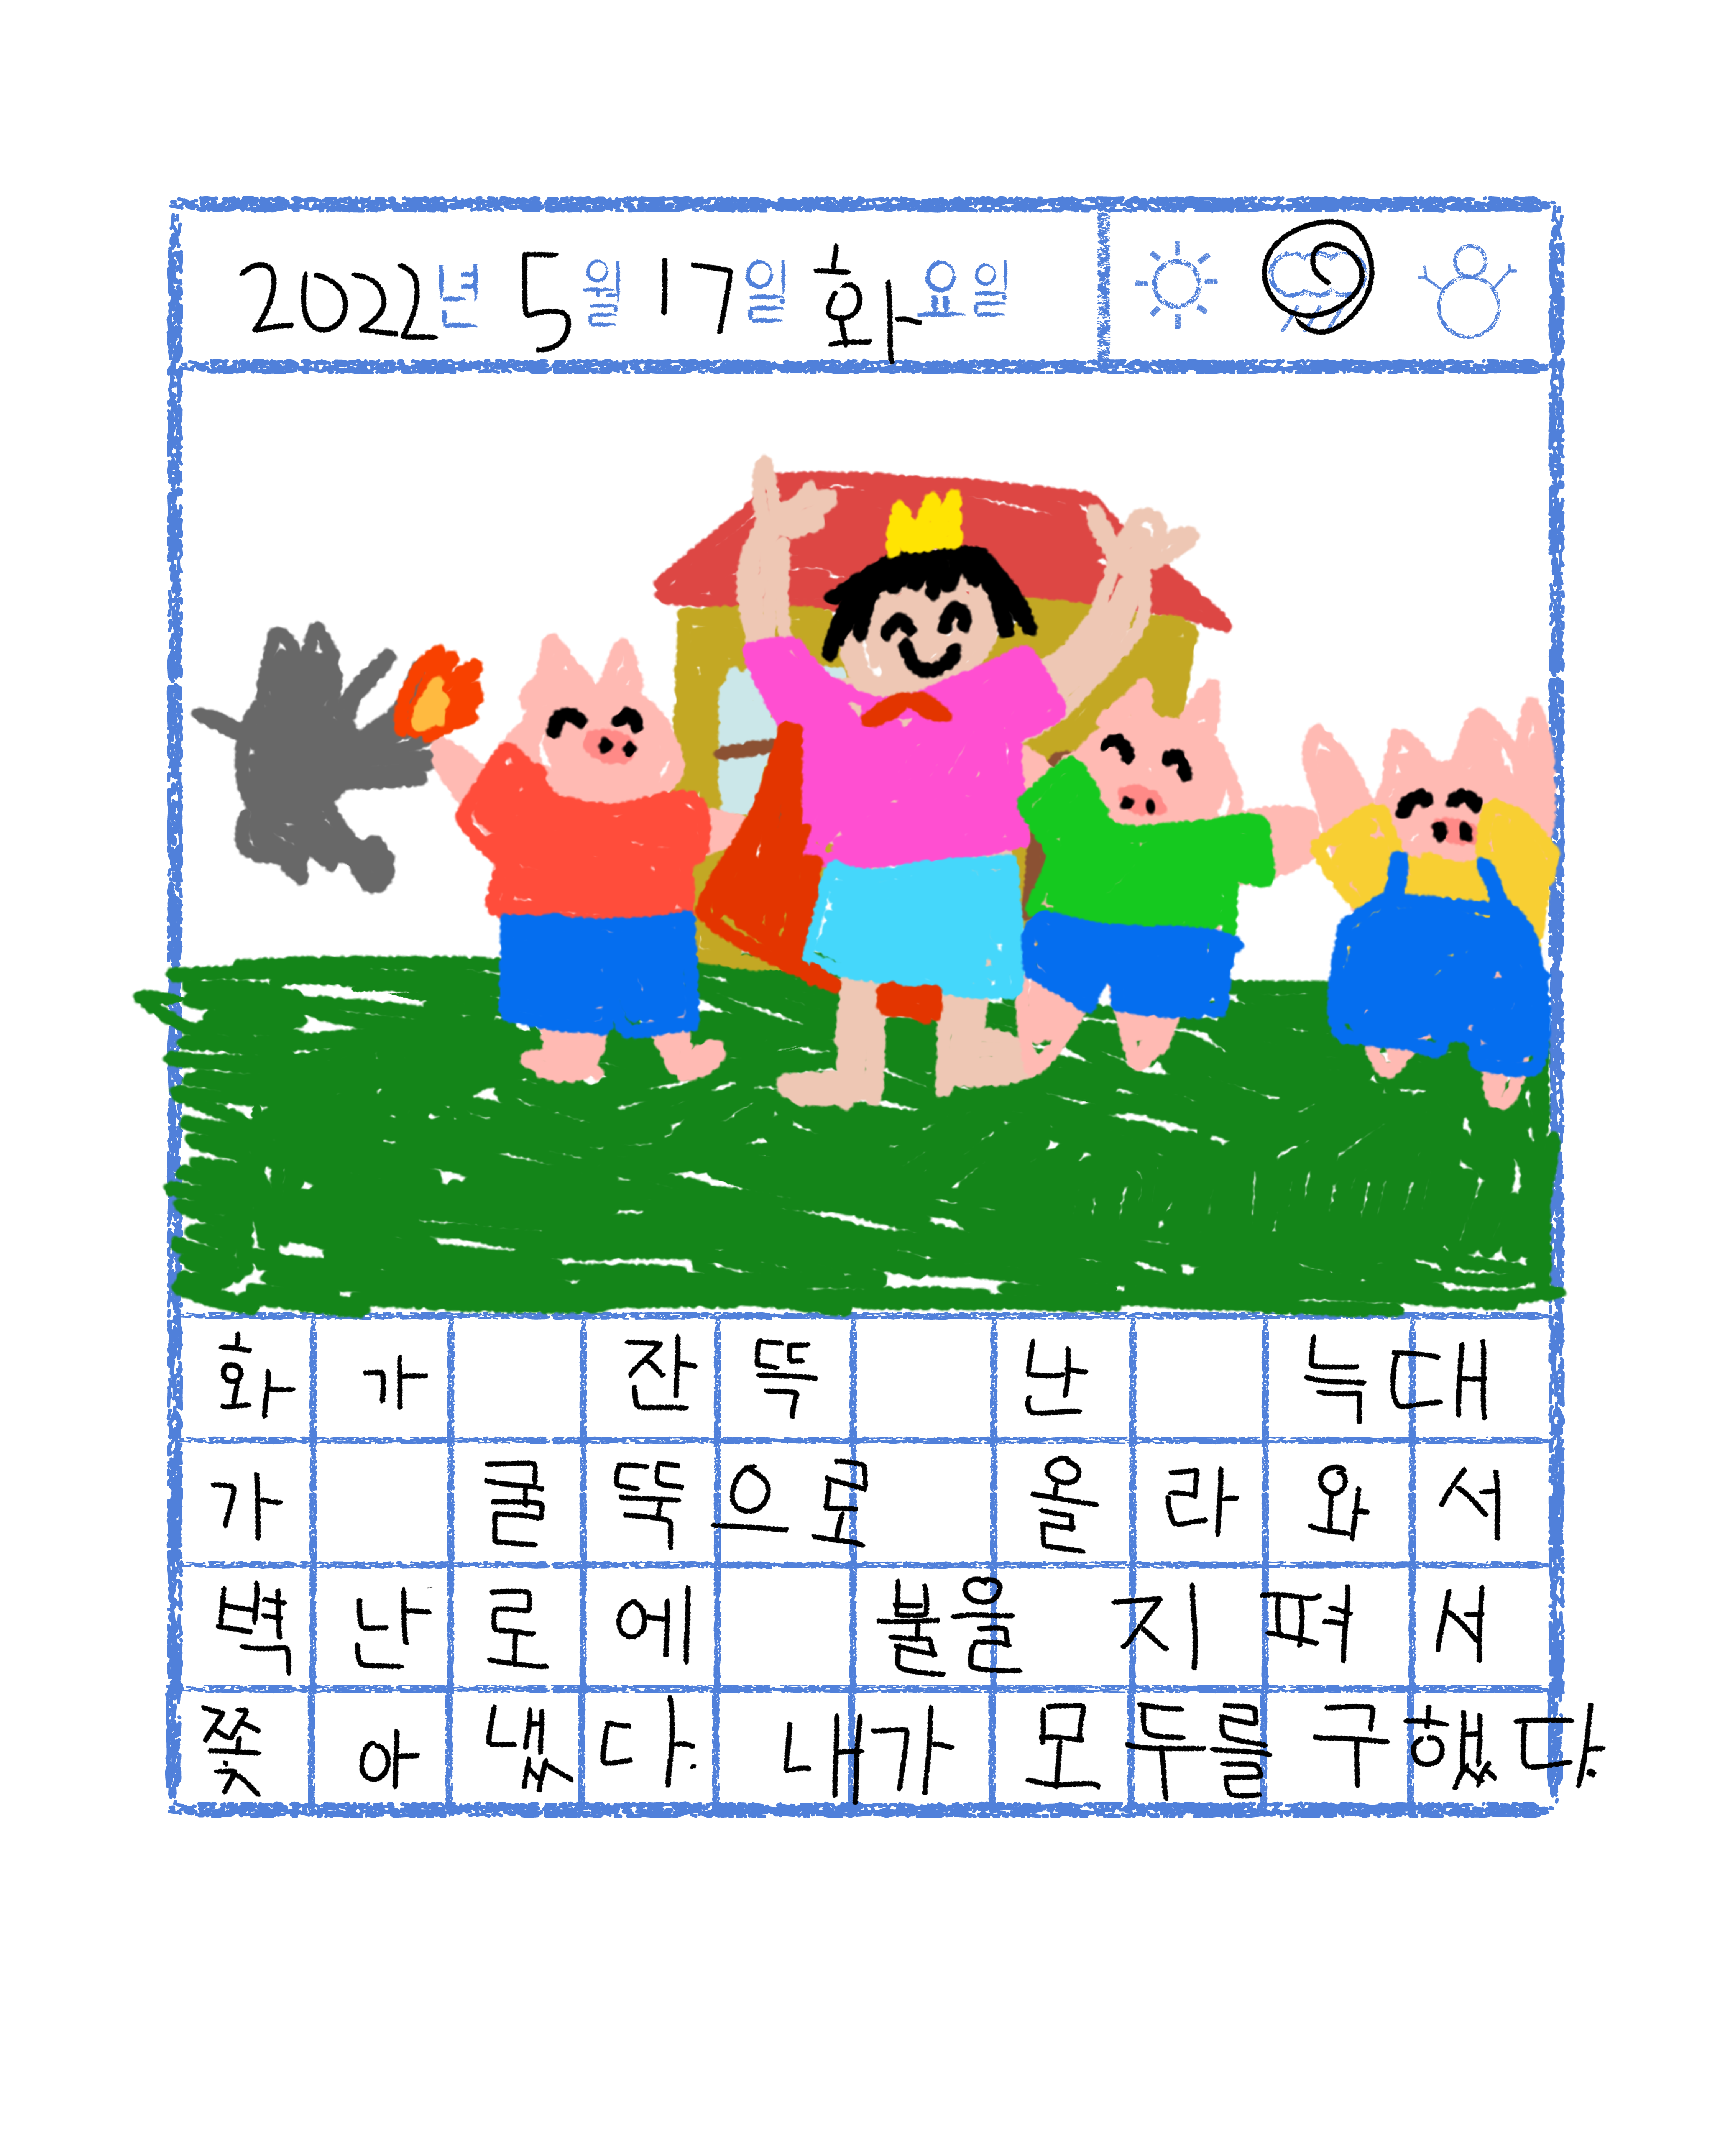 2022년 5월 17일 화요일
화가 잔뜩 난 늑대
가 굴뚝으로 올라와서
벽난로에 불을 지펴서
쫓아냈다. 내가 모두를 구했다.